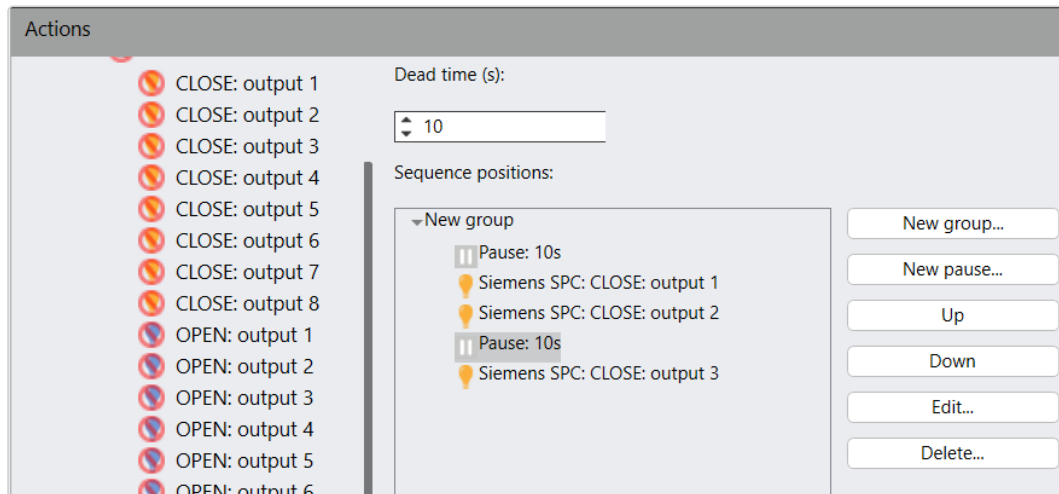 Actions
CLOSE: output 1
CLOSE: output 2
CLOSE: output 3
CLOSE: output 4
CLOSE: output 5
CLOSE: output 6
CLOSE: output 7
CLOSE: output 8
OPEN: output 1
OPEN: output 2
OPEN: output 3
OPEN: output 4
OPEN: output 5
OPEN: output 6
Dead time (s):
10
Sequence positions:
New group
Pause: 10s
Siemens SPC: CLOSE: output 1
Siemens SPC: CLOSE: output 2
Pause: 10s
Siemens SPC: CLOSE: output 3
New group...
New pause...
Up
Down
Edit...
Delete...